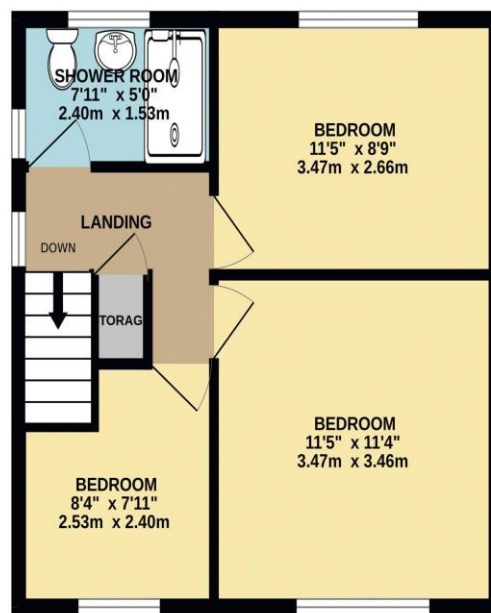 SHOWER ROOM
7'11" x 5'0"
2.40m x 1.53m
BEDROOM
11'5" x 8'9"
3.47m x 2.66m
LANDING
DOWN
TORAG
BEDROOM
11'5" x 11'4"
3.47m x 3.46m
BEDROOM
8'4" x 7'11"
2.53m x 2.40m